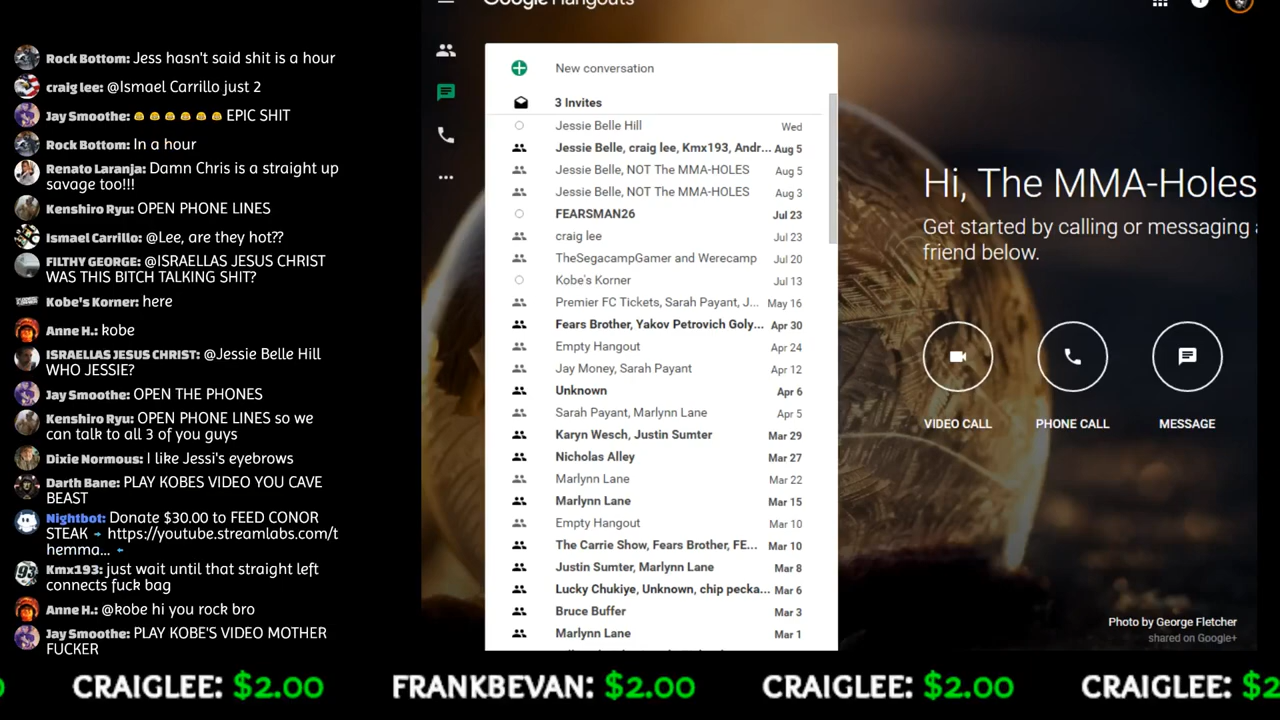 Google Hangouts
Rock Bottom: Jess hasn't said shit is a hour
craig lee: @Ismael Carrillo just 2
Jay Smoothe: EPIC SHIT
Rock Bottom: In a hour
Renato Laranja: Damn Chris is a straight up
savage too!!!
Kenshiro Ryu: OPEN PHONE LINES
Ismael Carrillo: @Lee, are they hot??
FILTHY GEORGE: @ISRAELLAS JESUS CHRIST
WAS THIS BITCH TALKING SHIT?
Kobe's Korner: here
Anne H.: kobe
ISRAELLAS JESUS CHRIST: @Jessie Belle Hill
WHO JESSIE?
Jay Smoothe: OPEN THE PHONES
Kenshiro Ryu: OPEN PHONE LINES so we
can talk to all 3 of you guys
Dixie Normous: I like Jessi's eyebrows
Darth Bane: PLAY KOBES VIDEO YOU CAVE
BEAST
Nightbot: Donate $30.00 to FEED CONOR
STEAK → https://youtube.streamlabs.com/t
hemma... ←
Kmx193: just wait until that straight left
connects fuck bag
Anne H.: @kobe hi you rock bro
Jay Smoothe: PLAY KOBE'S VIDEO MOTHER
FUCKER
New conversation
3 Invites
Jessie Belle Hill Wed
Jessie Belle, craig lee, Kmx193, Andr... Aug 5
Jessie Belle, NOT The MMA-HOLES Aug 5
Jessie Belle, NOT The MMA-HOLES Aug 3
FEARSMAN26 Jul 23
craig lee Jul 23
TheSegacampGamer and Werecamp Jul 20
Kobe's Korner Jul 13
Premier FC Tickets, Sarah Payant, J... May 16
Fears Brother, Yakov Petrovich Goly... Apr 30
Empty Hangout Apr 24
Jay Money, Sarah Payant Apr 12
Unknown Apr 6
Sarah Payant, Marlynn Lane Apr 5
Karyn Wesch, Justin Sumter Mar 29
Nicholas Alley Mar 27
Marlynn Lane Mar 22
Marlynn Lane Mar 15
Empty Hangout Mar 10
The Carrie Show, Fears Brother, FE... Mar 10
Justin Sumter, Marlynn Lane Mar 8
Lucky Chukiye, Unknown, chip pecka... Mar 6
Bruce Buffer Mar 3
Marlynn Lane Mar 1
Hi, The MMA-Holes
Get started by calling or messaging a
friend below.
VIDEO CALL PHONE CALL MESSAGE
Photo by George Fletcher
shared on Google+
CRAIGLEE: $2.00 FRANKBEVAN: $2.00 CRAIGLEE: $2.00 CRAIGLEE: $2